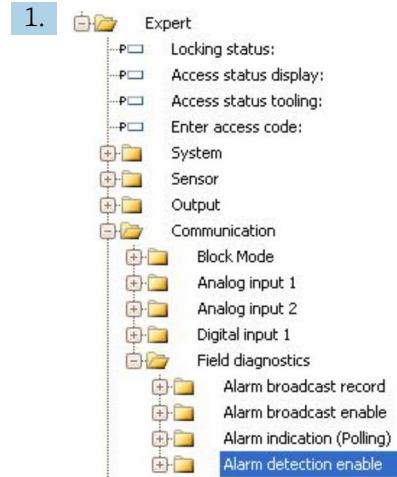 1.
Expert
P Locking status:
P Access status display:
P Access status tooling:
P Enter access code:
System
Sensor
Output
Communication
Block Mode
Analog input 1
Analog input 2
Digital input 1
Field diagnostics
Alarm broadcast record
Alarm broadcast enable
Alarm indication (Polling)
Alarm detection enable